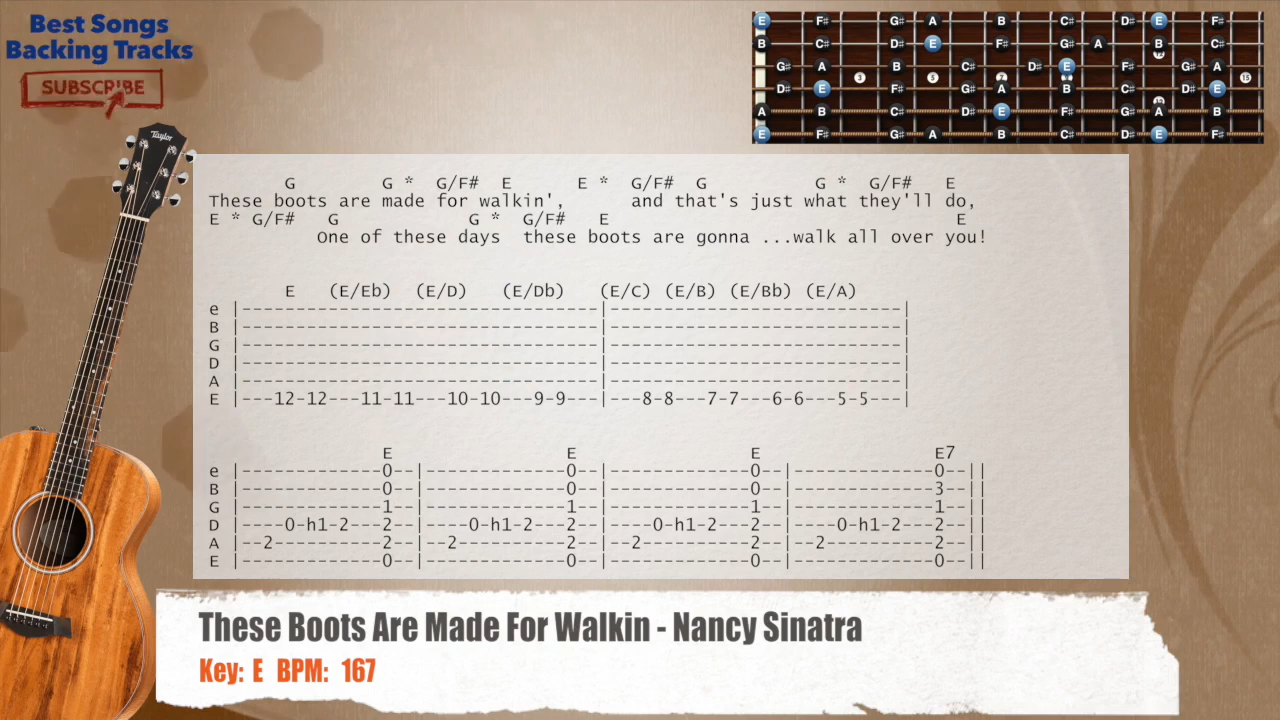 Best Songs
Backing Tracks
SUBSCRIBE
Taylor
E F# G# A B C# D# E F#
B C# D# E F# G# A B C#
G# A B C# D# E F# G# A
D# E F# G# A B C# D# E
A B C# D# E F# G# A B
E F# G# A B C# D# E F#
3 5 7 15
         G          G *  G/F#  E        E *  G/F#  G            G *  G/F#   E
These boots are made for walkin',       and that's just what they'll do,
E * G/F#   G              G *  G/F#   E                                  E
          One of these days  these boots are gonna ...walk all over you!
       E   (E/Eb)  (E/D)   (E/Db)   (E/C) (E/B) (E/Bb) (E/A)
e |---------------------------------|---------------------------|
B |---------------------------------|---------------------------|
G |---------------------------------|---------------------------|
D |---------------------------------|---------------------------|
A |---------------------------------|---------------------------|
E |---12-12---11-11---10-10---9-9---|---8-8---7-7---6-6---5-5---|
                E                E                E                E7
e |-------------0--|-------------0--|-------------0--|-------------0--||
B |-------------0--|-------------0--|-------------0--|-------------3--||
G |-------------1--|-------------1--|-------------1--|-------------1--||
D |----0-h1-2---2--|----0-h1-2---2--|----0-h1-2---2--|----0-h1-2---2--||
A |--2----------2--|--2----------2--|--2----------2--|--2----------2--||
E |-------------0--|-------------0--|-------------0--|-------------0--||
These Boots Are Made For Walkin - Nancy Sinatra
Key: E BPM: 167